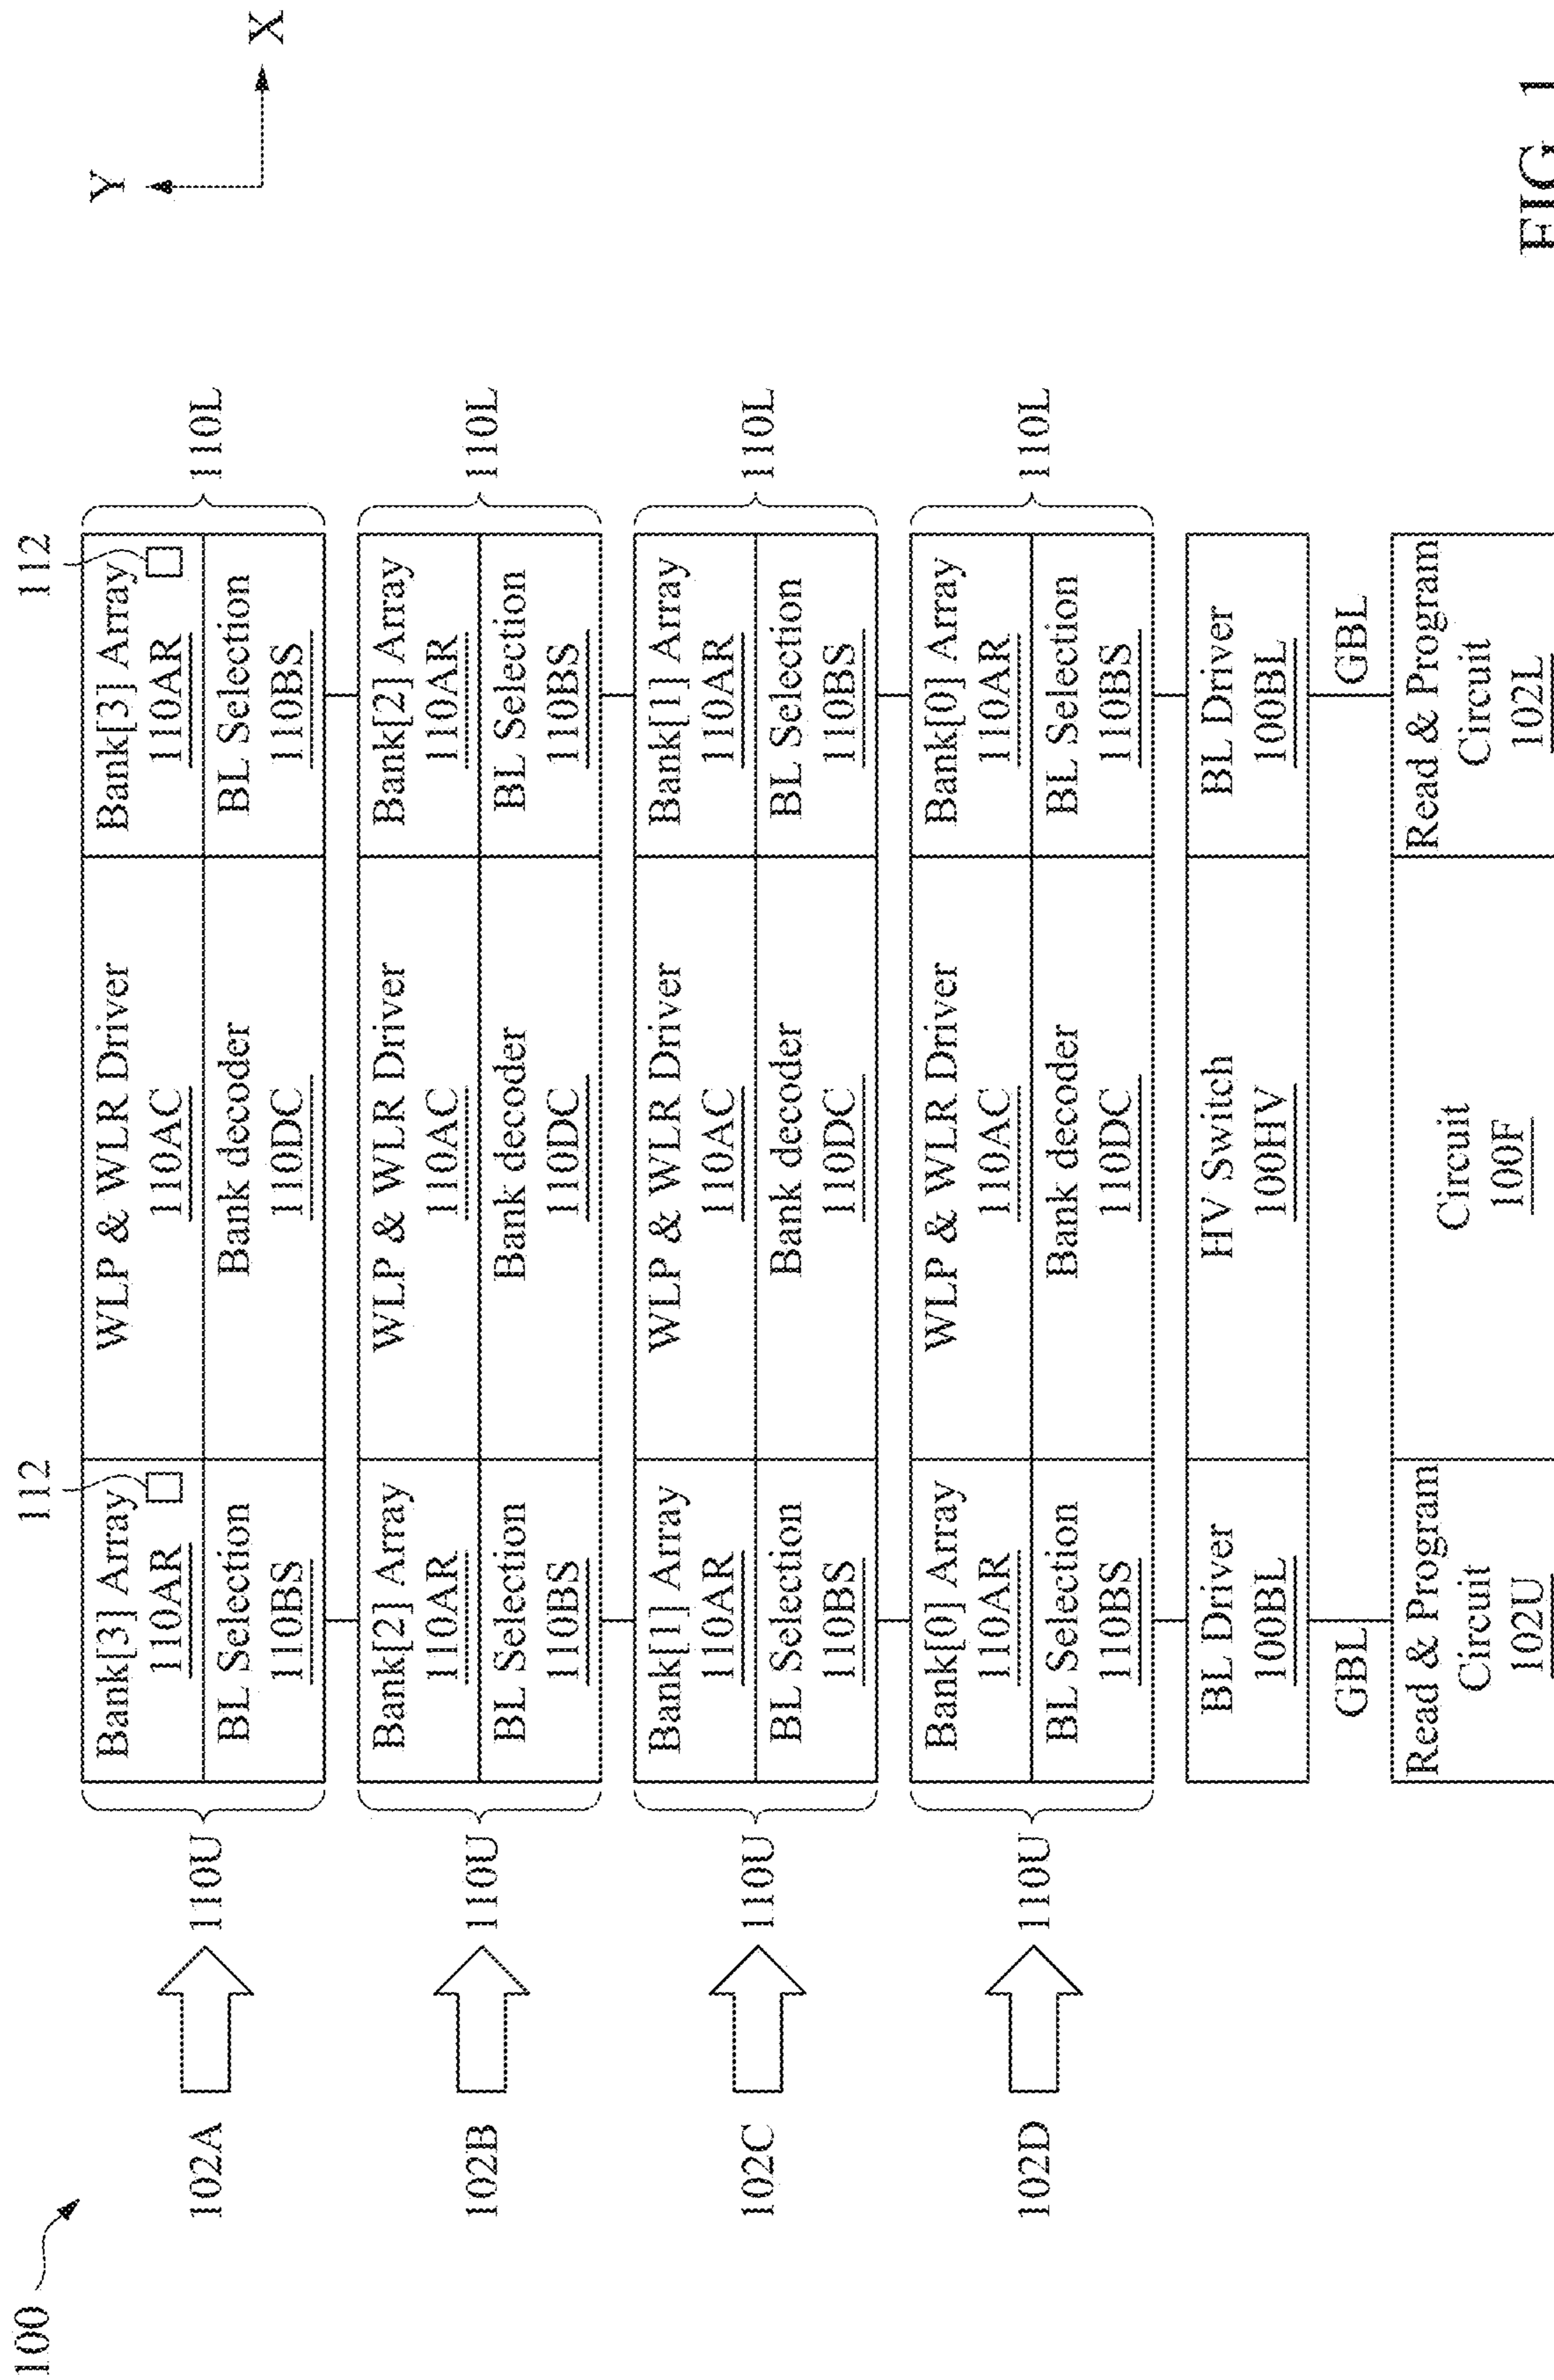 100
112
112
Y
X
102A
110U
Bank[3] Array
110AR
WLP & WLR Driver
110AC
Bank[3] Array
110AR
110L
BL Selection
110BS
Bank decoder
110DC
BL Selection
110BS
102B
110U
Bank[2] Array
110AR
WLP & WLR Driver
110AC
Bank[2] Array
110AR
110L
BL Selection
110BS
Bank decoder
110DC
BL Selection
110BS
102C
110U
Bank[1] Array
110AR
WLP & WLR Driver
110AC
Bank[1] Array
110AR
110L
BL Selection
110BS
Bank decoder
110DC
BL Selection
110BS
102D
110U
Bank[0] Array
110AR
WLP & WLR Driver
110AC
Bank[0] Array
110AR
110L
BL Selection
110BS
Bank decoder
110DC
BL Selection
110BS
BL Driver
100BL
HV Switch
100HV
BL Driver
100BL
GBL
GBL
Read & Program
Circuit
102U
Circuit
100F
Read & Program
Circuit
102L
FIG. 1